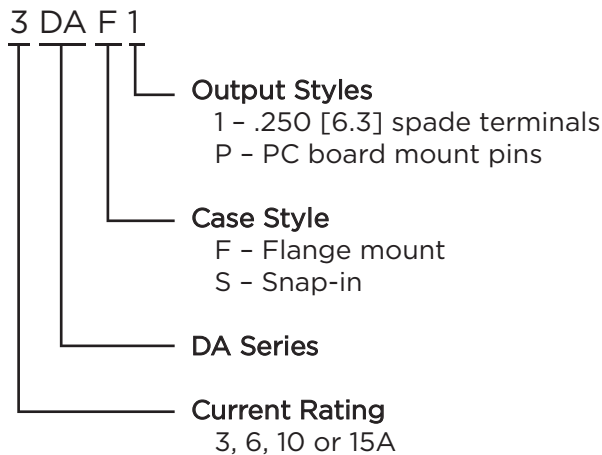 3 DA F 1
Output Styles
1 – .250 [6.3] spade terminals
P – PC board mount pins
Case Style
F – Flange mount
S – Snap-in
DA Series
Current Rating
3, 6, 10 or 15A